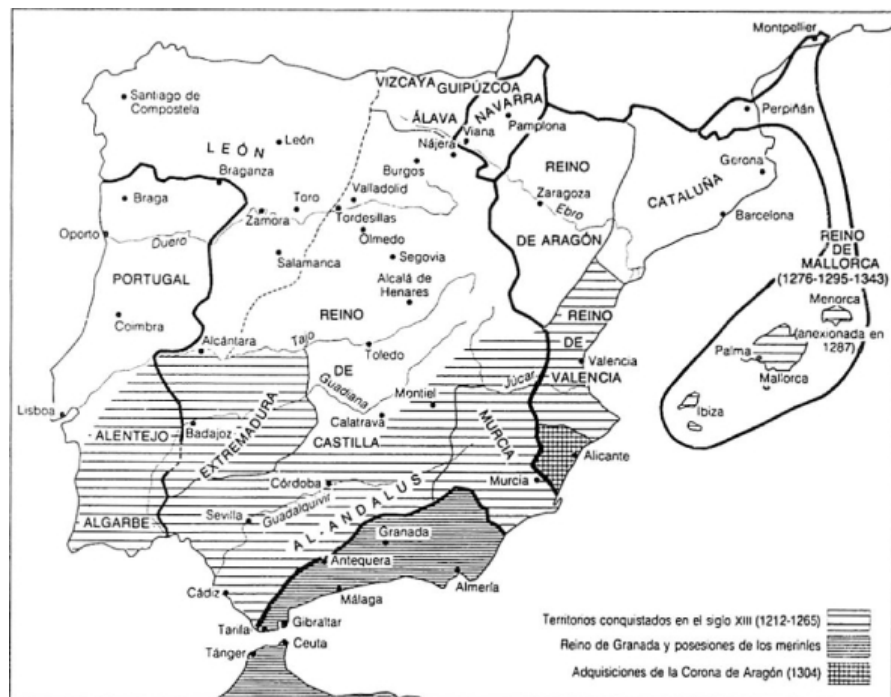 Montpellier
VIZCAYA
GUIPÚZCOA
Santiago de
Compostela
Perpiñán
NAVARRA
ÁLAVA
Viana
Pamplona
León
LEÓN
Nájera
REINO
Gerona
Burgos
Braganza
CATALUÑA
Braga
Toro
Valladolid
Zaragoza
Ebro
Zamora
Tordesillas
Barcelona
Oporto
Duero
Olmedo
DE ARAGÓN
REINO
DE
MALLORCA
(1276-1295-1343)
Salamanca
Segovia
PORTUGAL
Alcalá de
Henares
Menorca
(anexionada en
1287)
Coimbra
REINO
REINO
Alcántara
Tajo
DE
Palma
Toledo
Valencia
Mallorca
DE
Guadiana
Montiel
Júcar
VALENCIA
Lisboa
Ibiza
ALENTEJO
Badajoz
EXTREMADURA
Calatrava
CASTILLA
MURCIA
Alicante
Córdoba
Murcia
Sevilla
Guadalquivir
AL-ANDALUS
ALGARBE
Granada
Antequera
Cádiz
Málaga
Almería
Tarifa
Gibraltar
Ceuta
Tánger
Territorios conquistados en el siglo XIII (1212-1265)
Reino de Granada y posesiones de los meriníes
Adquisiciones de la Corona de Aragón (1304)